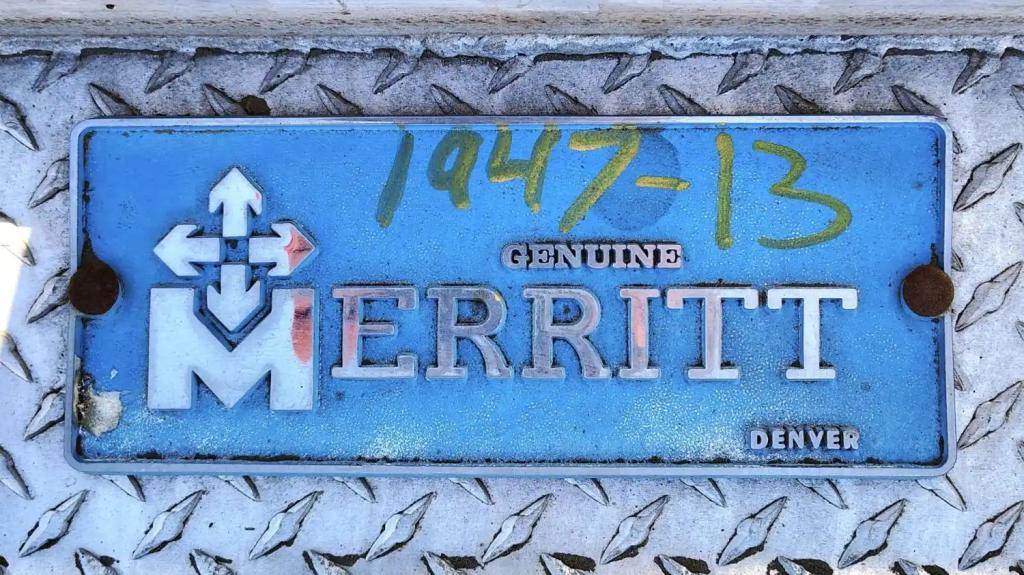 1947-13
GENUINE
MERRITT
DENVER